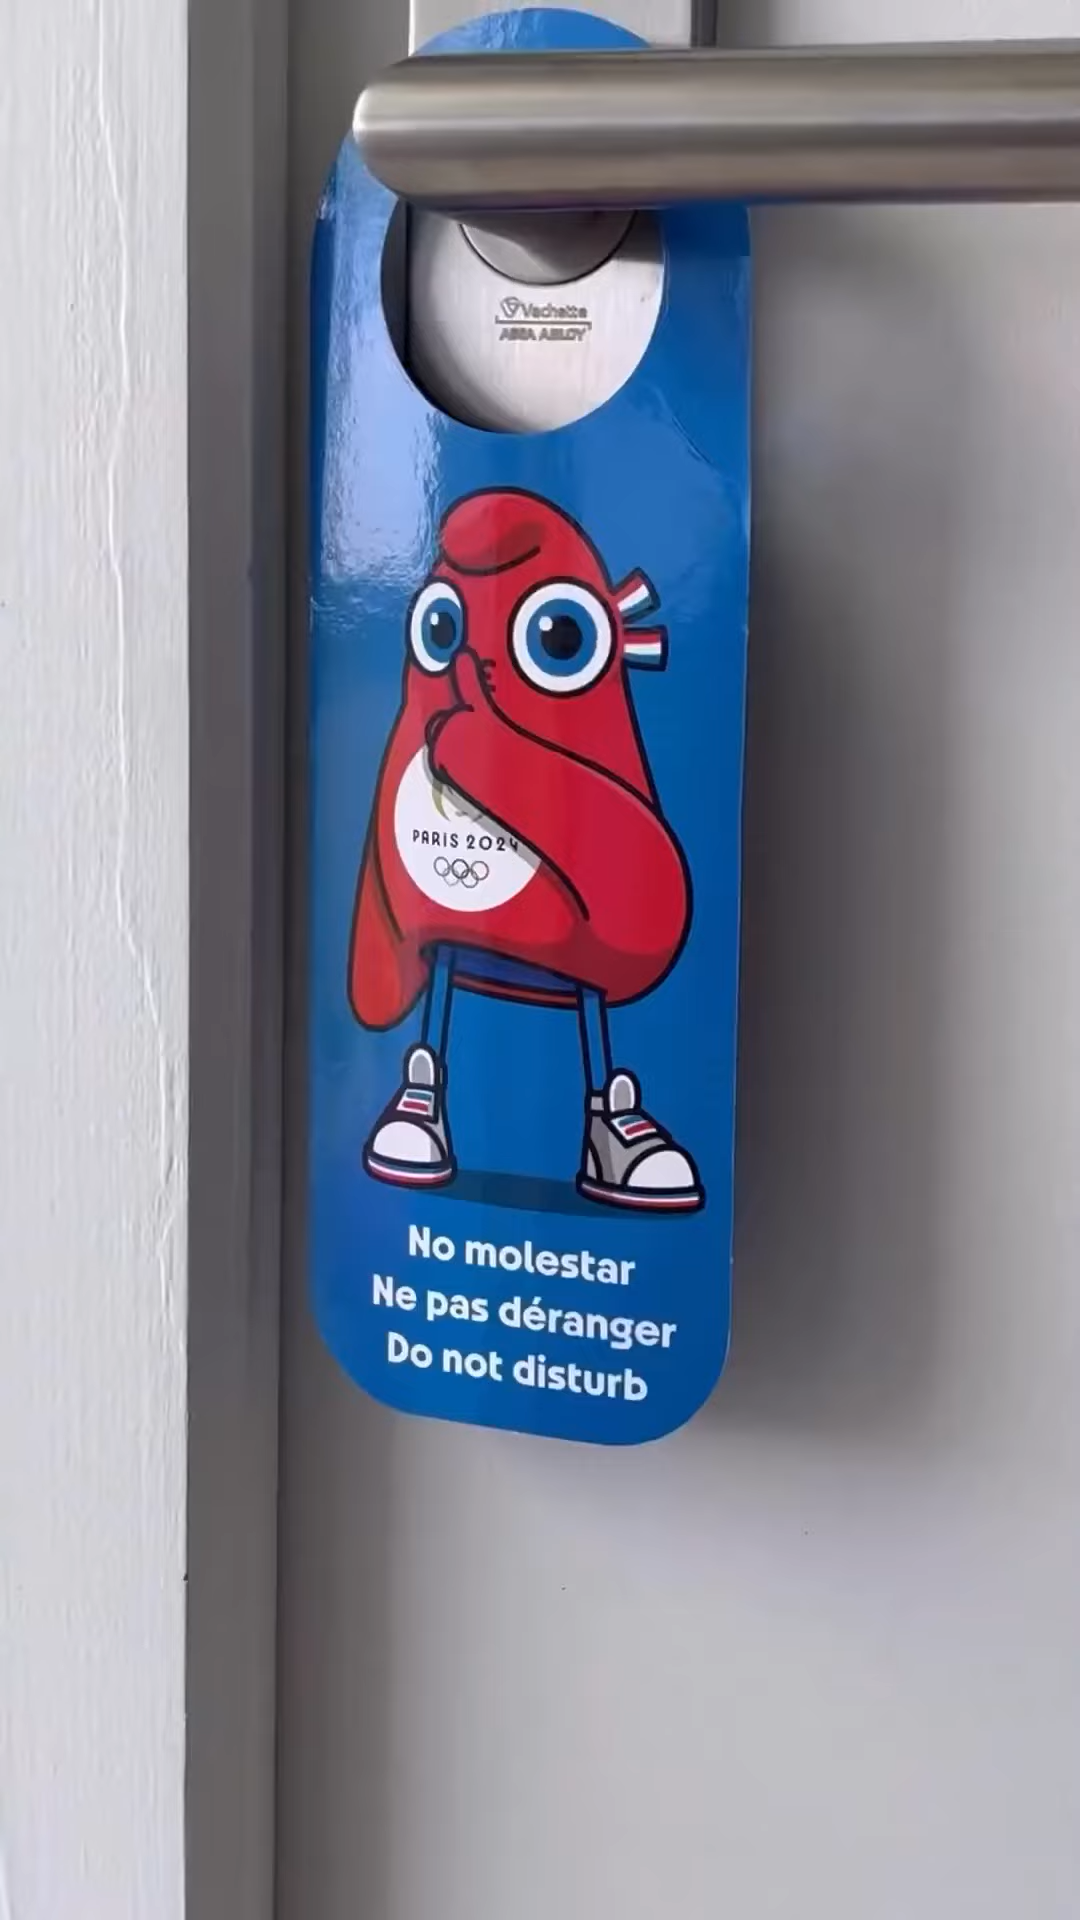 Vachette
ASSA ABLOY
PARIS 2024
No molestar
Ne pas déranger
Do not disturb